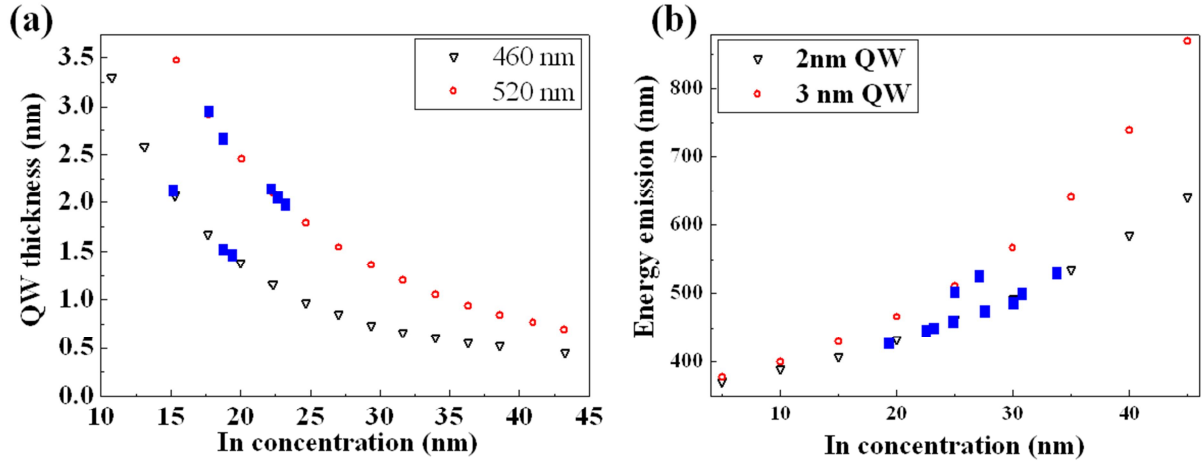 (a)
QW thickness (nm)
3.5
3.0
2.5
2.0
1.5
1.0
0.5
0.0
460 nm
520 nm
10 15 20 25 30 35 40 45
In concentration (nm)
(b)
Energy emission (nm)
800
700
600
500
400
2nm QW
3 nm QW
10 20 30 40
In concentration (nm)